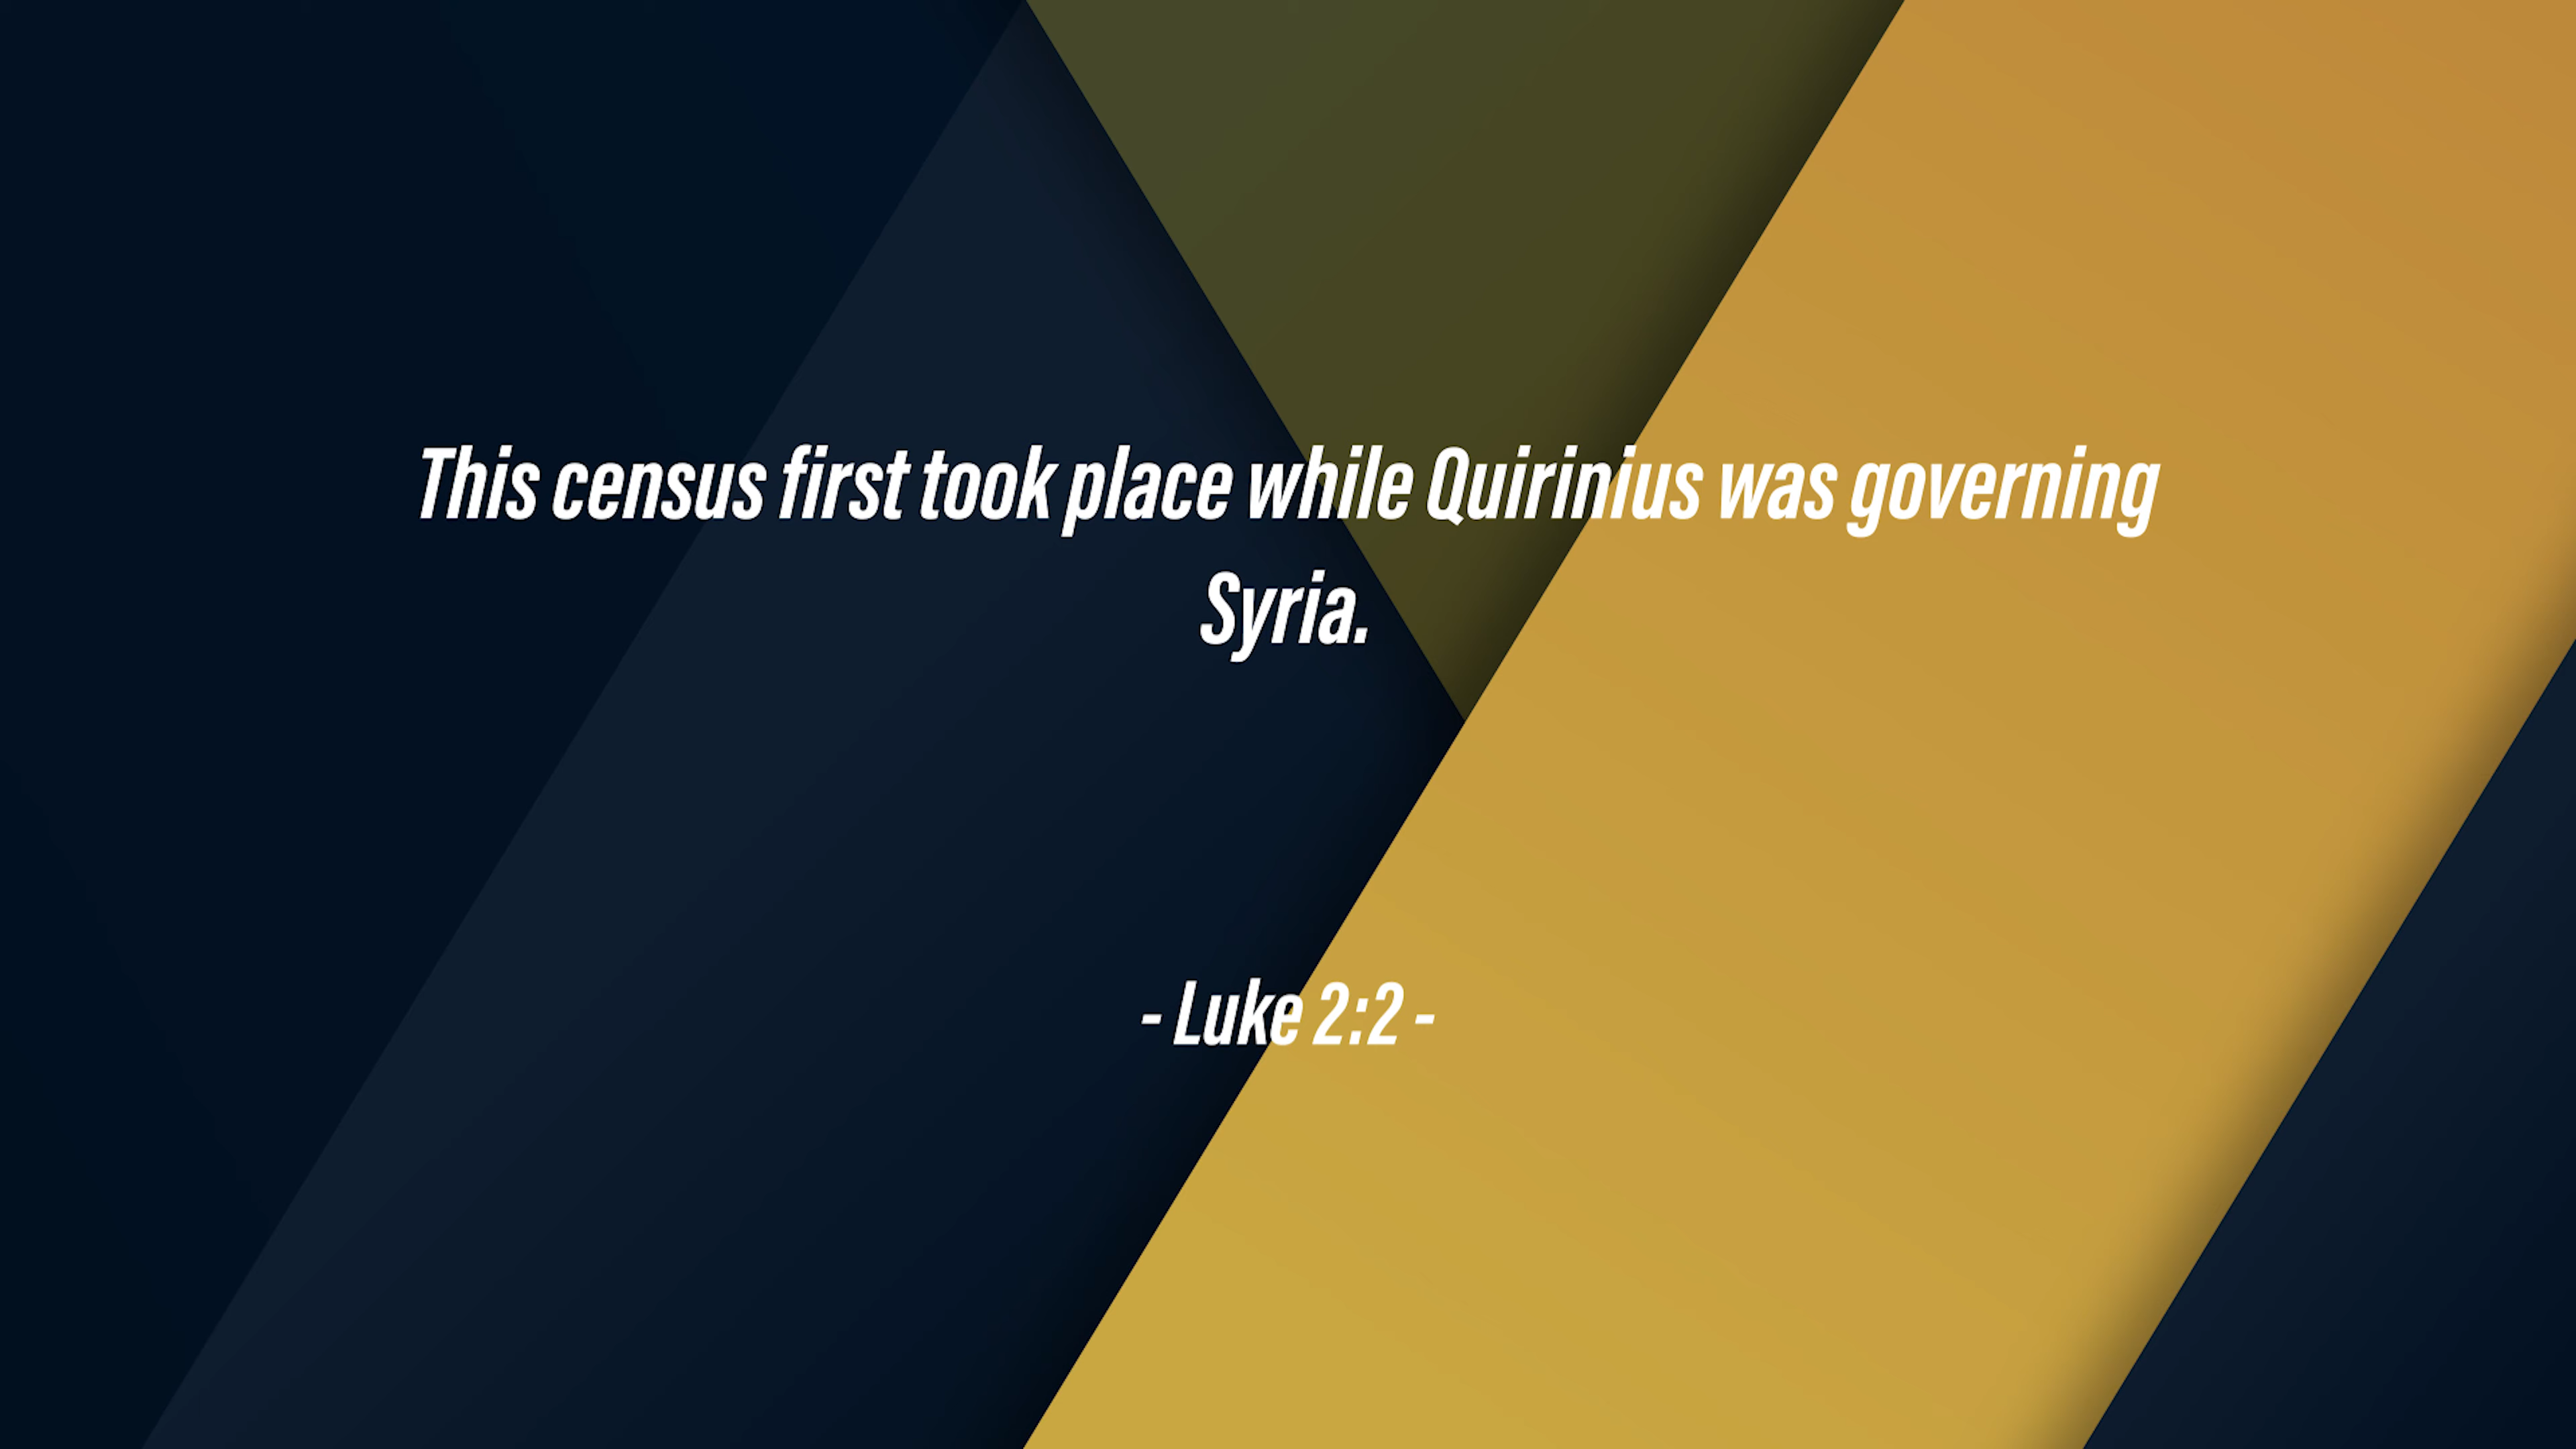 This census first took place while Quirinius was governing
Syria.
- Luke 2:2 -